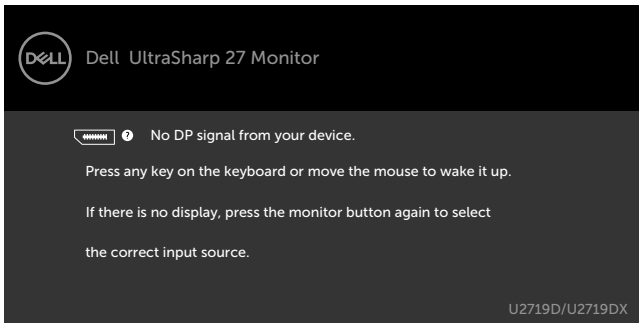 DELL
Dell UltraSharp 27 Monitor
? No DP signal from your device.
Press any key on the keyboard or move the mouse to wake it up.
If there is no display, press the monitor button again to select
the correct input source.
U2719D/U2719DX